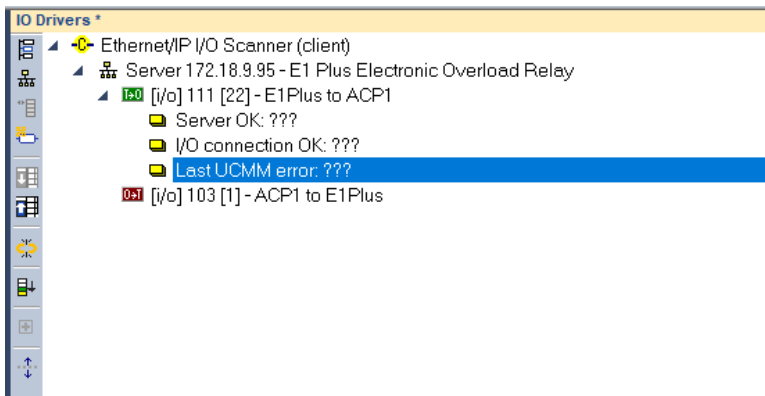 IO Drivers *
-C- Ethernet/IP I/O Scanner (client)
Server 172.18.9.95 - E1 Plus Electronic Overload Relay
T→O [i/o] 111 [22] - E1Plus to ACP1
Server OK: ???
I/O connection OK: ???
Last UCMM error: ???
O→T [i/o] 103 [1] - ACP1 to E1Plus